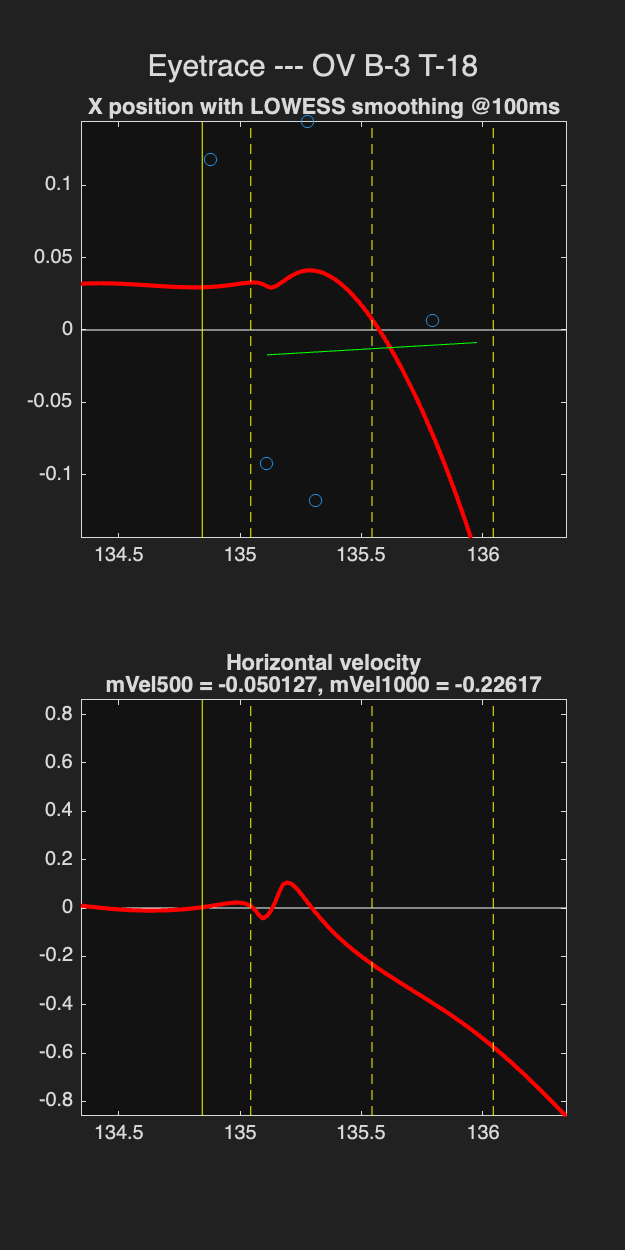 Eyetrace --- OV B-3 T-18
X position with LOWESS smoothing @100ms
0.1
0.05
0
-0.05
-0.1
134.5 135 135.5 136
Horizontal velocity
mVel500 = -0.050127, mVel1000 = -0.22617
0.8
0.6
0.4
0.2
0
-0.2
-0.4
-0.6
-0.8
134.5 135 135.5 136